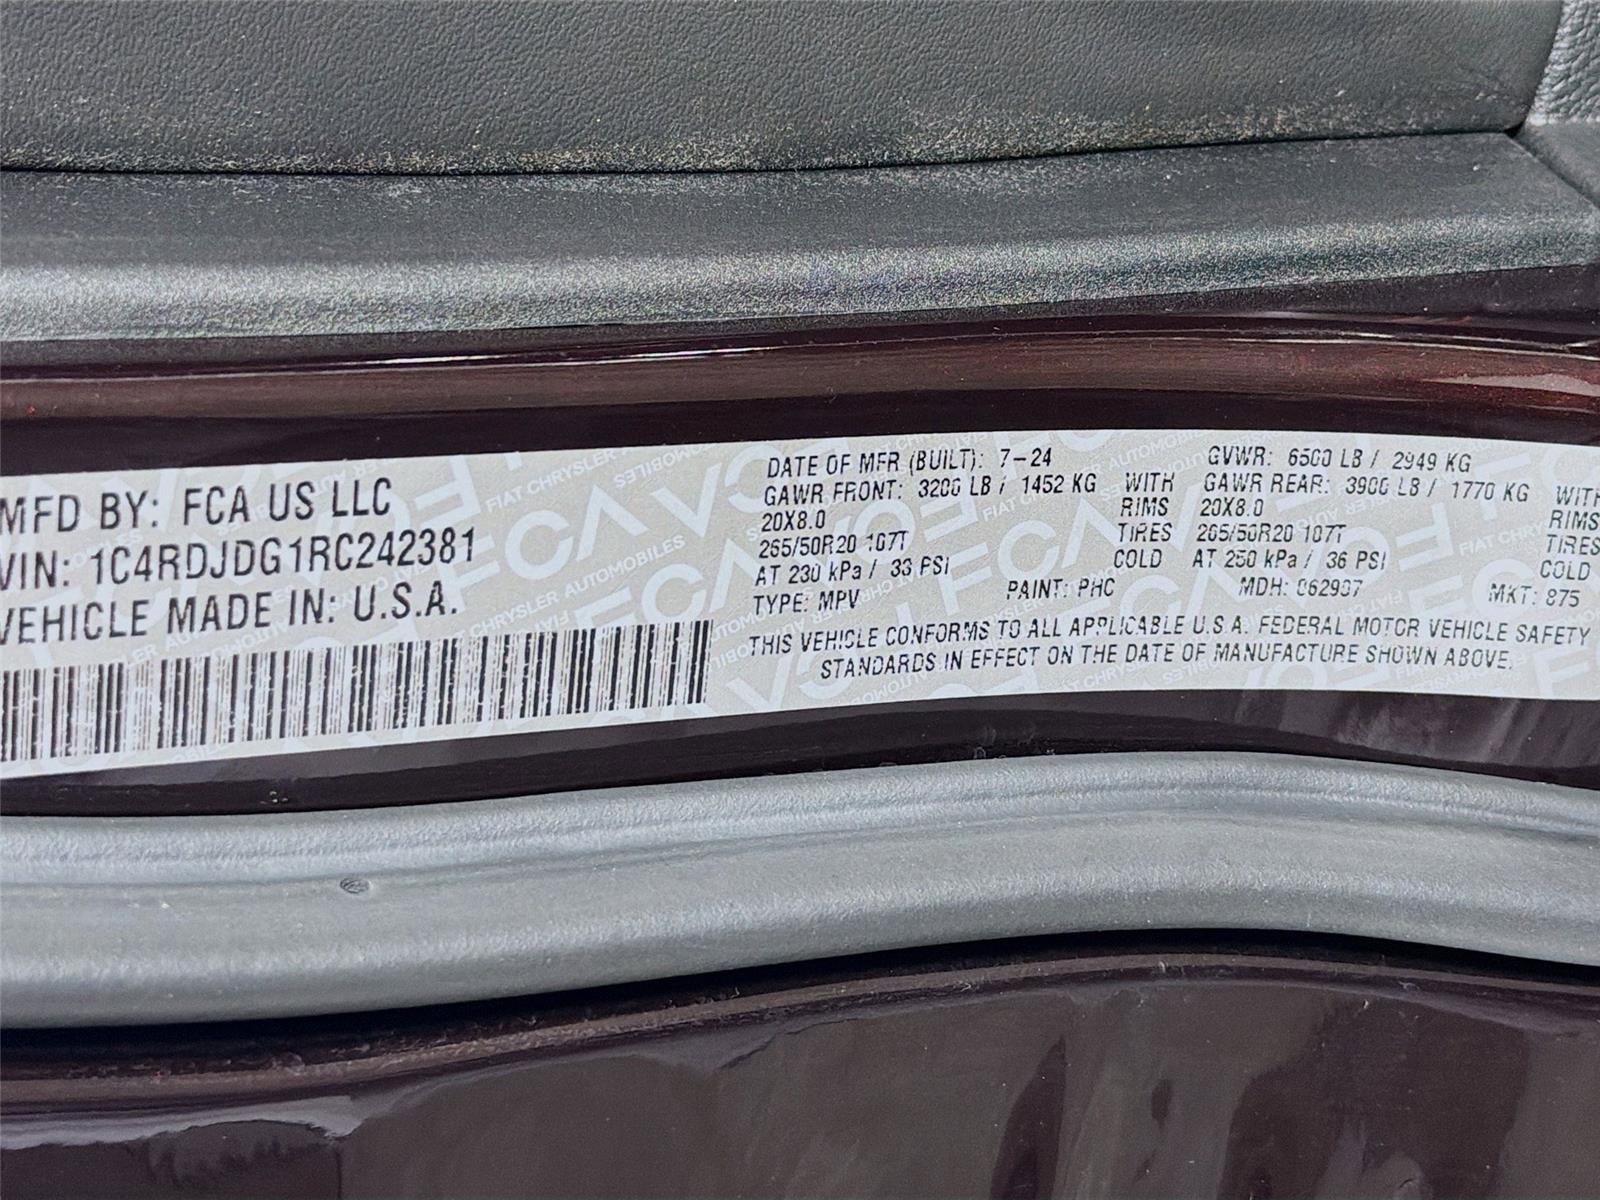 MFD BY: FCA US LLC
VIN: 1C4RDJDG1RC242381
VEHICLE MADE IN: U.S.A.
DATE OF MFR (BUILT): 7-24 GVWR: 6500 LB / 2949 KG
GAWR FRONT: 3200 LB / 1452 KG WITH GAWR REAR: 3900 LB / 1770 KG WITH
20X8.0 RIMS 20X8.0 RIMS
265/50R20 107T TIRES 265/50R20 107T TIRES
AT 230 kPa / 33 PSI COLD AT 250 kPa / 36 PSI COLD
TYPE: MPV PAINT: PHC MDH: 062907 MKT: 875
THIS VEHICLE CONFORMS TO ALL APPLICABLE U.S.A. FEDERAL MOTOR VEHICLE SAFETY
STANDARDS IN EFFECT ON THE DATE OF MANUFACTURE SHOWN ABOVE.
FCA
FIAT CHRYSLER AUTOMOBILES